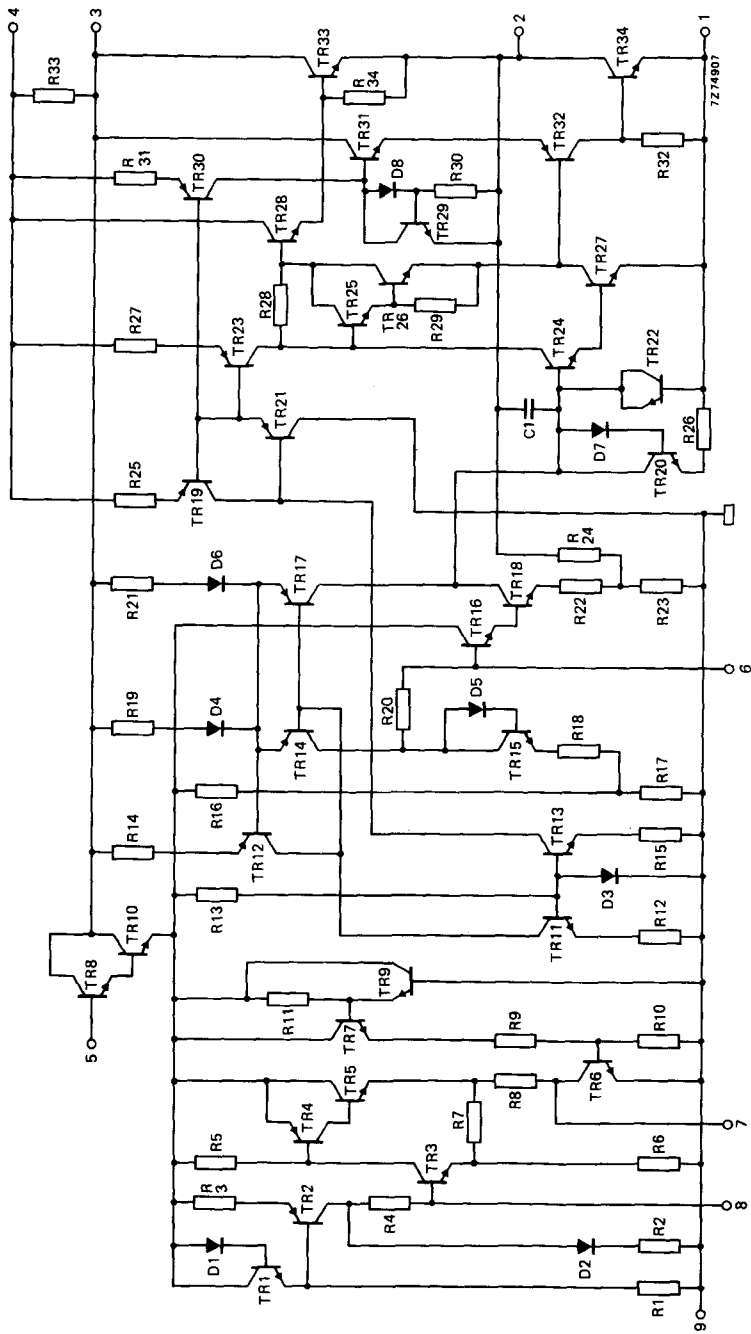 4
R33
3
R
31
R27
R25
TR30
TR19
TR8
5
TR10
R14
R19
R21
D4
D6
TR33
R
34
TR28
TR23
TR21
R28
TR31
D8
TR29
R30
TR25
TR
26
R29
D1
TR1
R
3
R5
TR2
TR4
TR5
R11
TR7
TR9
R13
TR12
R16
TR14
TR17
2
C1
TR24
TR27
TR32
TR34
R20
D5
TR15
R18
TR16
TR18
R22
R
24
D7
TR20
TR22
R4
TR3
R7
R8
R9
TR6
TR11
TR13
D3
D2
R1
R2
R6
R10
R12
R15
R17
R23
R26
R32
1
9
8
7
6
7Z74907